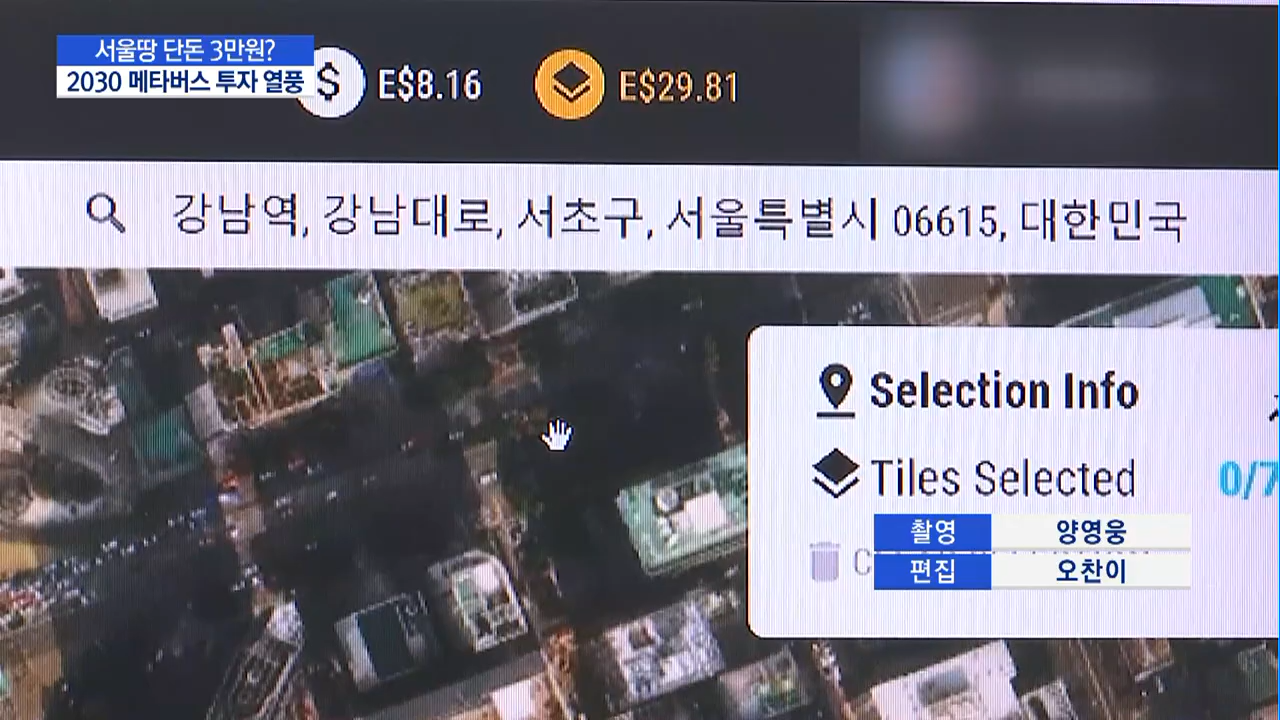 서울땅 단돈 3만원?
2030 메타버스 투자 열풍
$ E$8.16 E$29.81
강남역, 강남대로, 서초구, 서울특별시 06615, 대한민국
Selection Info
Tiles Selected 0/7
촬영 양영웅
편집 오찬이